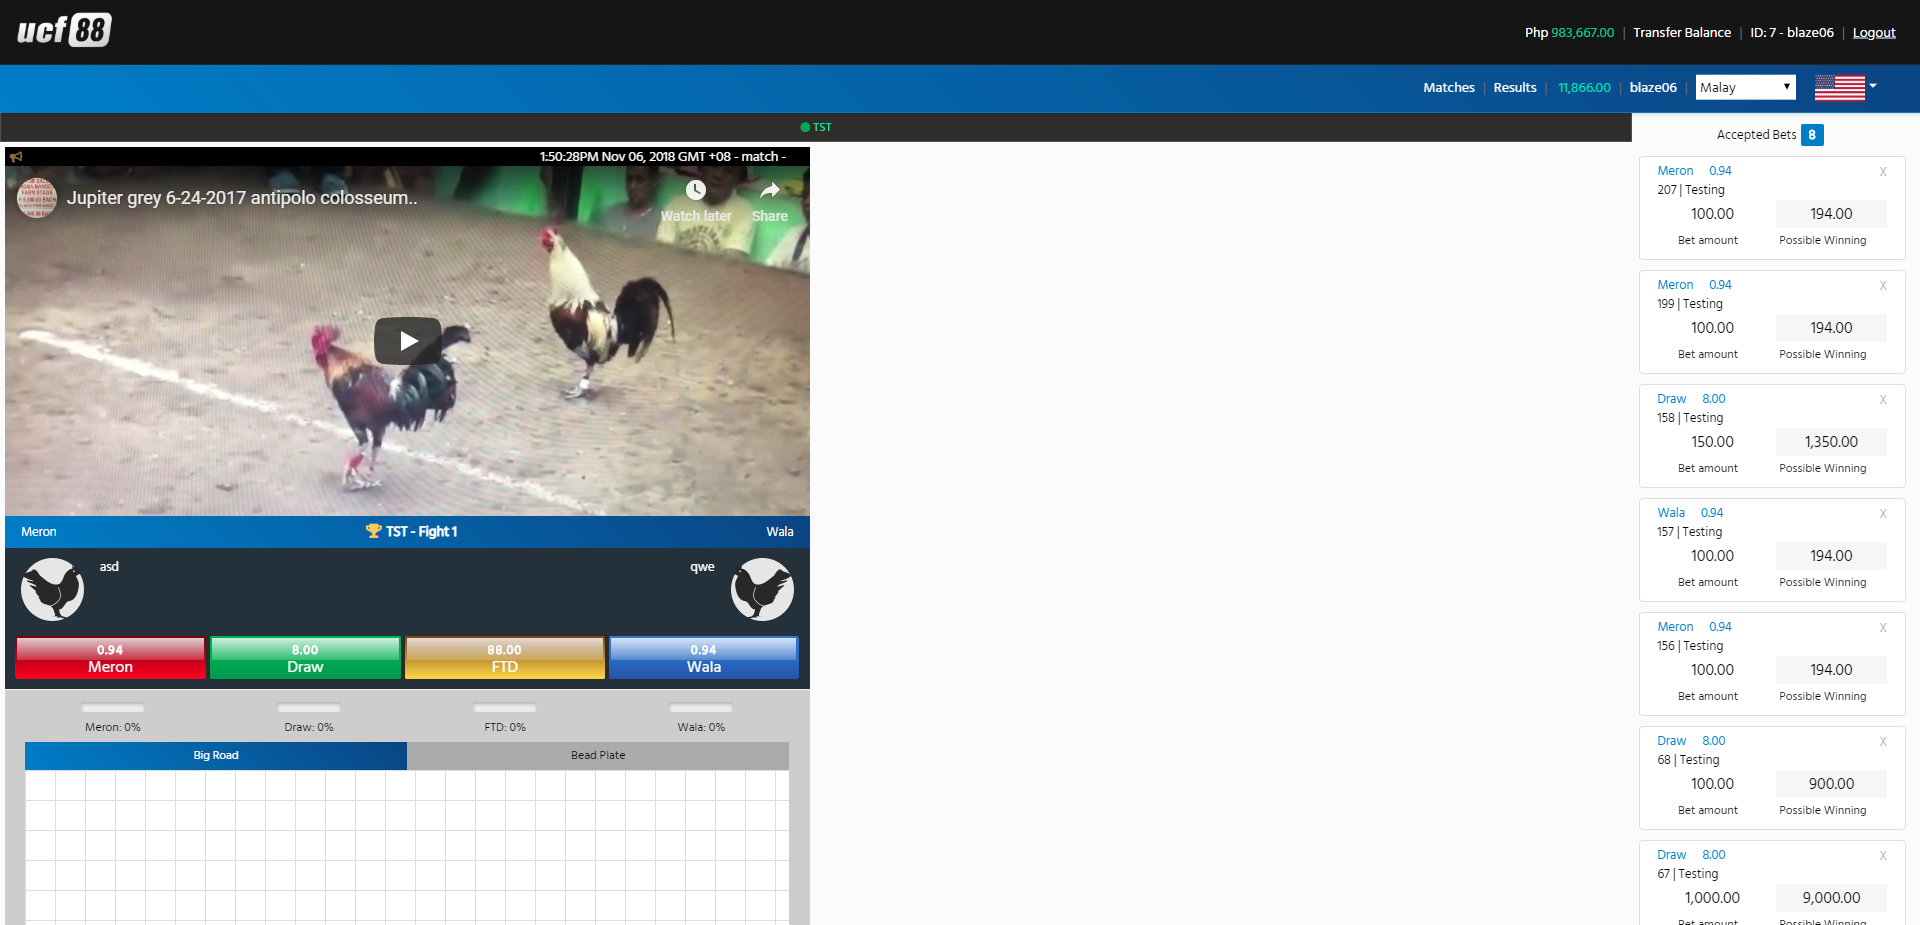 ucf 88
Php 983,667.00 | Transfer Balance | ID: 7 - blaze06 | Logout
Matches | Results | 11,866.00 | blaze06 | Malay
TST
1:50:28PM Nov 06, 2018 GMT +08 - match -
Jupiter grey 6-24-2017 antipolo colosseum..
Watch later
Share
Meron
TST - Fight 1
Wala
asd
qwe
0.94
Meron
8.00
Draw
88.00
FTD
0.94
Wala
Meron: 0%
Draw: 0%
FTD: 0%
Wala: 0%
Big Road
Bead Plate
Accepted Bets 8
Meron 0.94 X
207 | Testing
100.00 194.00
Bet amount Possible Winning
Meron 0.94 X
199 | Testing
100.00 194.00
Bet amount Possible Winning
Draw 8.00 X
158 | Testing
150.00 1,350.00
Bet amount Possible Winning
Wala 0.94 X
157 | Testing
100.00 194.00
Bet amount Possible Winning
Meron 0.94 X
156 | Testing
100.00 194.00
Bet amount Possible Winning
Draw 8.00 X
68 | Testing
100.00 900.00
Bet amount Possible Winning
Draw 8.00 X
67 | Testing
1,000.00 9,000.00
Bet amount Possible Winning